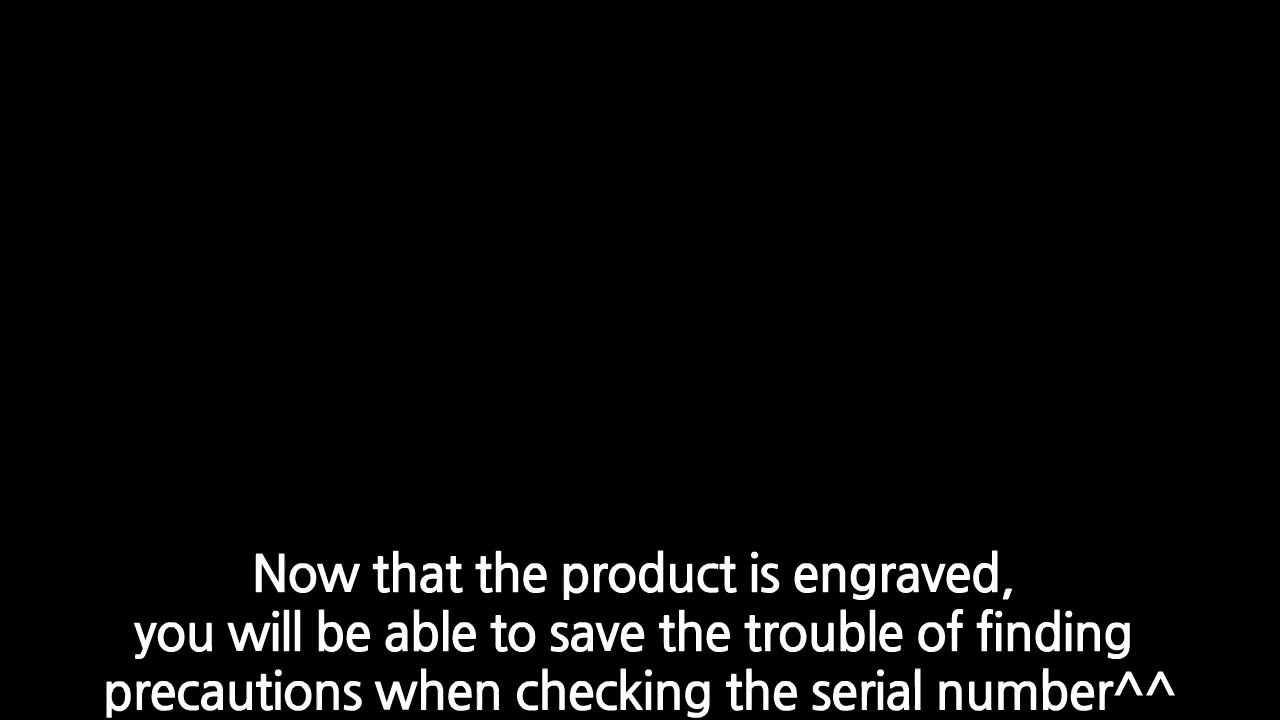 Now that the product is engraved,
you will be able to save the trouble of finding
precautions when checking the serial number^^